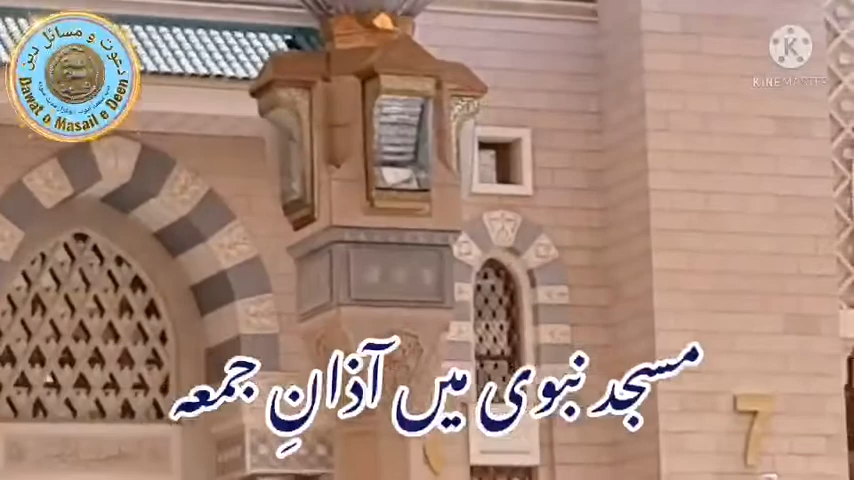 دعوت و مسائل دین
Dawat o Masail e Deen
KINEMASTER
مسجد نبوی میں آذانِ جمعہ
7